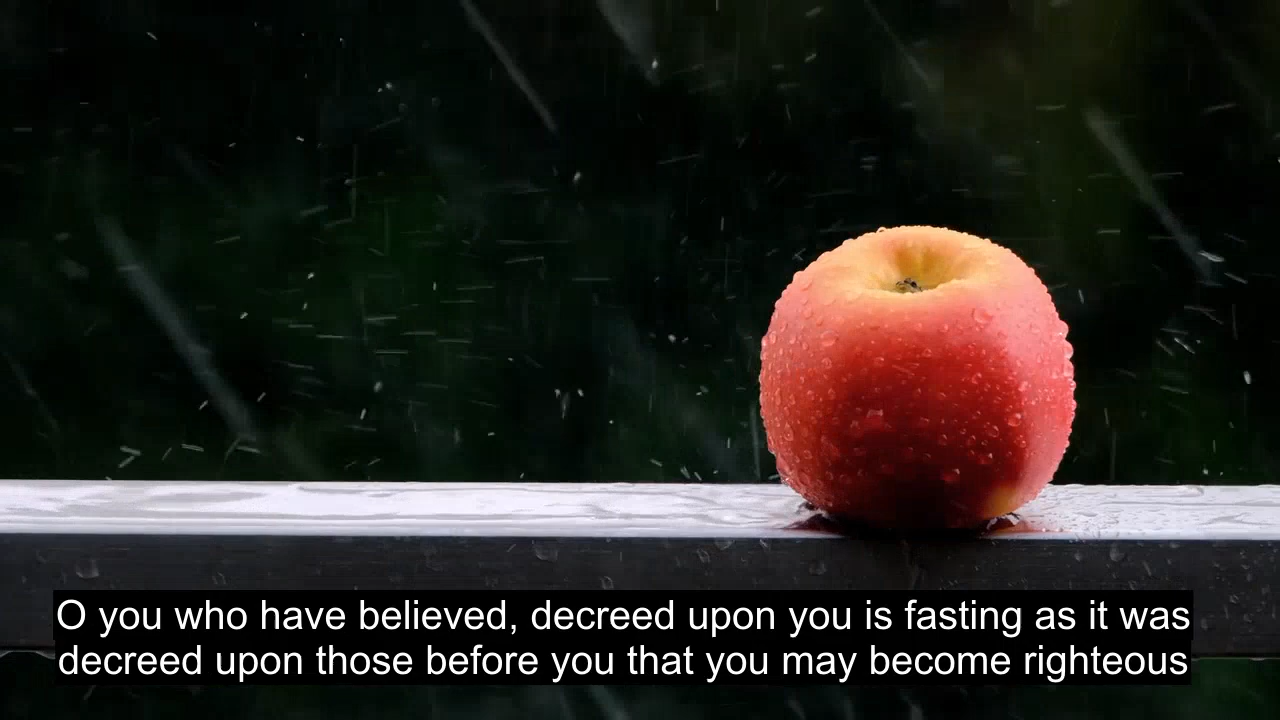 O you who have believed, decreed upon you is fasting as it was
decreed upon those before you that you may become righteous